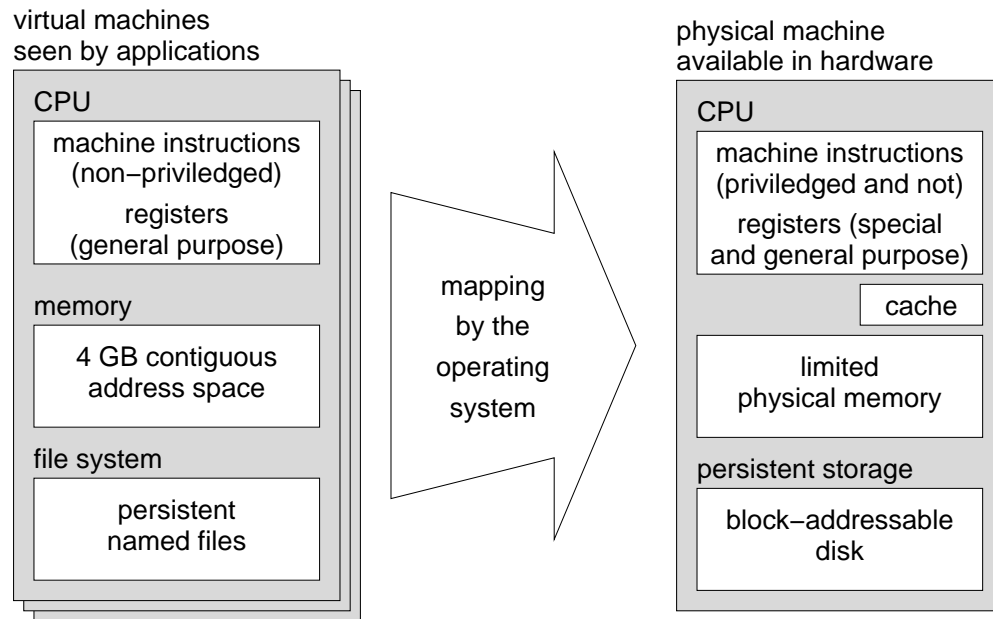 virtual machines
seen by applications
CPU
machine instructions
(non−priviledged)
registers
(general purpose)
memory
4 GB contiguous
address space
file system
persistent
named files
mapping
by the
operating
system
physical machine
available in hardware
CPU
machine instructions
(priviledged and not)
registers (special
and general purpose)
cache
limited
physical memory
persistent storage
block−addressable
disk